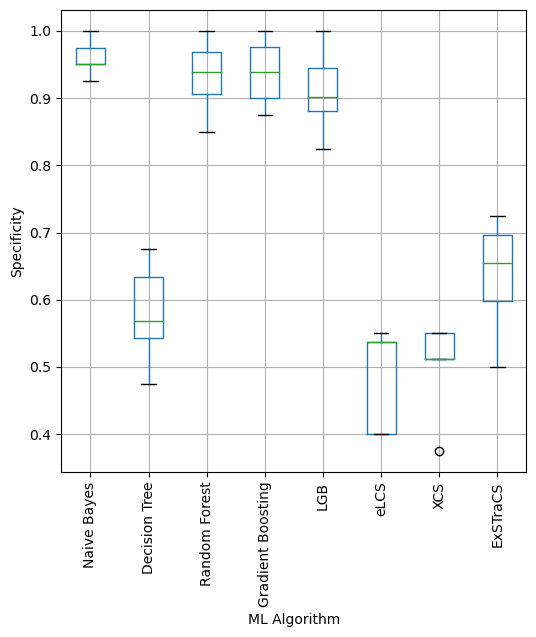 Specificity
1.0
0.9
0.8
0.7
0.6
0.5
0.4
Naive Bayes
Decision Tree
Random Forest
Gradient Boosting
LGB
eLCS
XCS
ExSTraCS
ML Algorithm